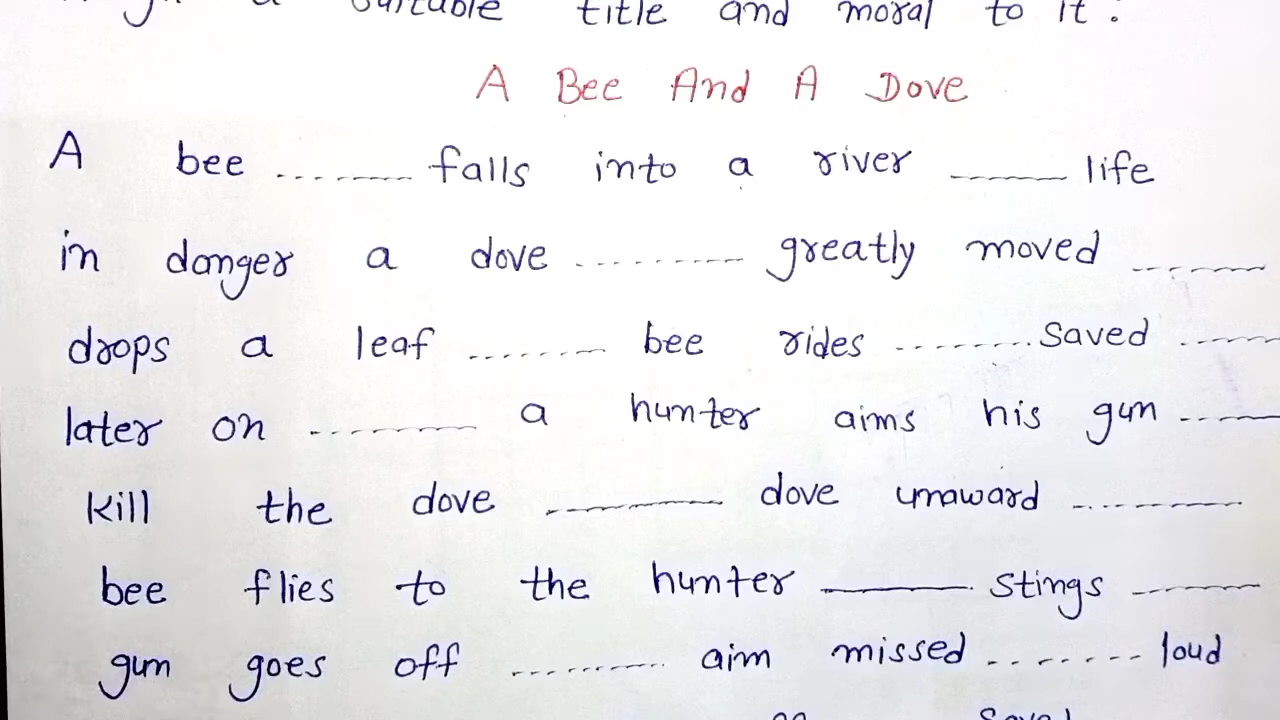 suitable title and moral to it.
A Bee And A Dove
A bee ........ falls into a river ------ life
in danger a dove .......... greatly moved --------
drops a leaf ........ bee rides ........ saved ------
later on .......... a hunter aims his gun ------
kill the dove ---------- dove unaward ----------
bee flies to the hunter ______ stings --------
gun goes off .......... aim missed ........ loud